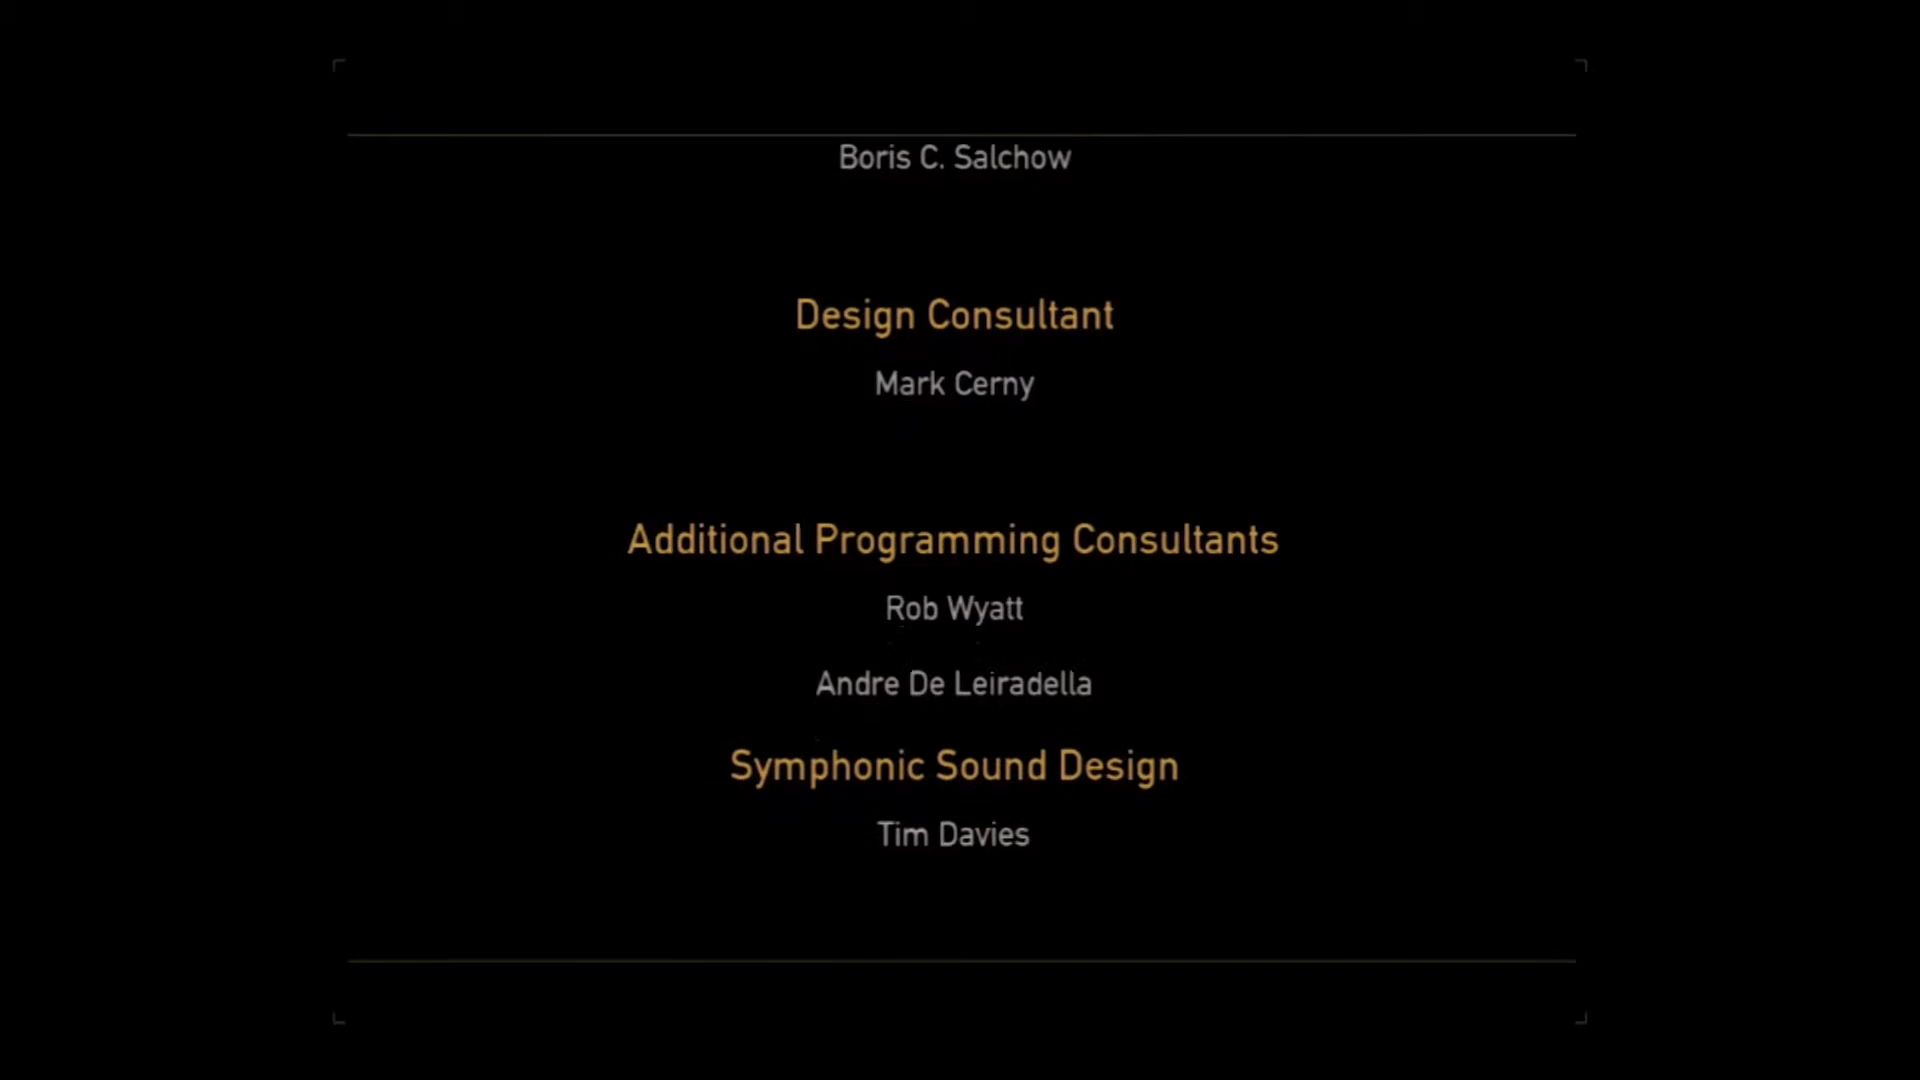 Boris C. Salchow
Design Consultant
Mark Cerny
Additional Programming Consultants
Rob Wyatt
Andre De Leiradella
Symphonic Sound Design
Tim Davies